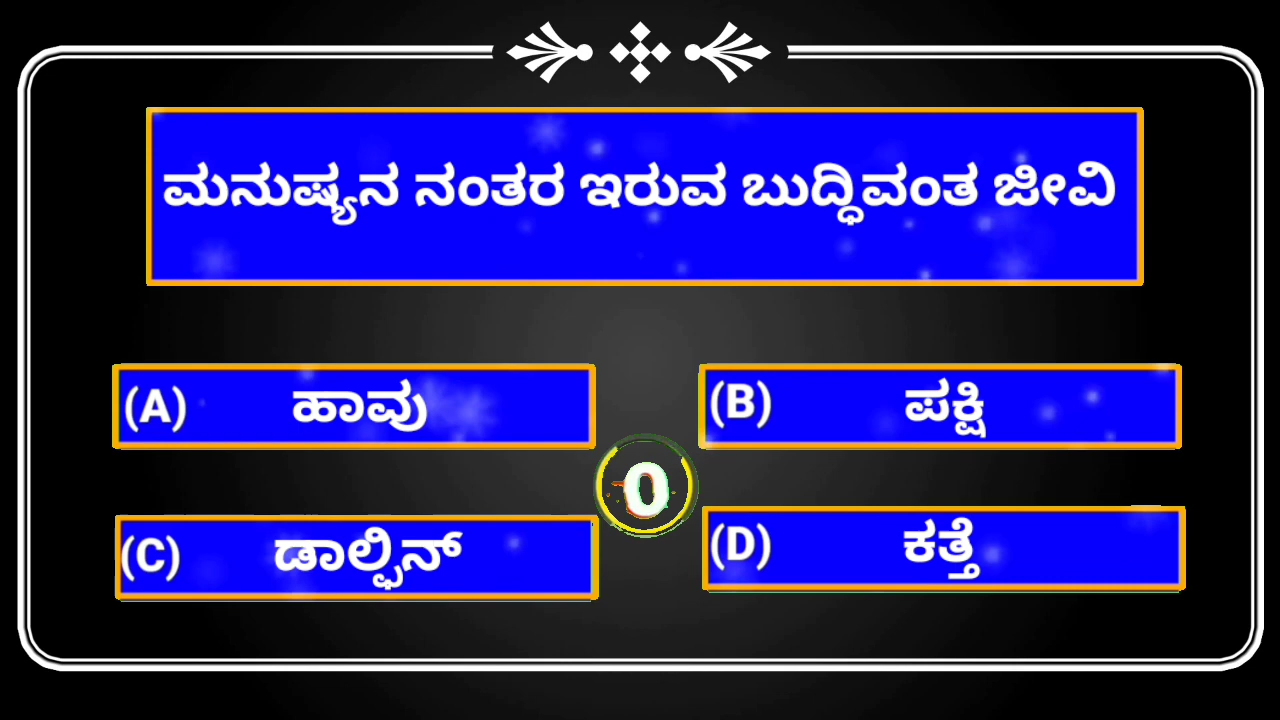 ಮನುಷ್ಯನ ನಂತರ ಇರುವ ಬುದ್ಧಿವಂತ ಜೀವಿ
(A) ಹಾವು
(B) ಪಕ್ಷಿ
0
(C) ಡಾಲ್ಫಿನ್
(D) ಕತ್ತೆ